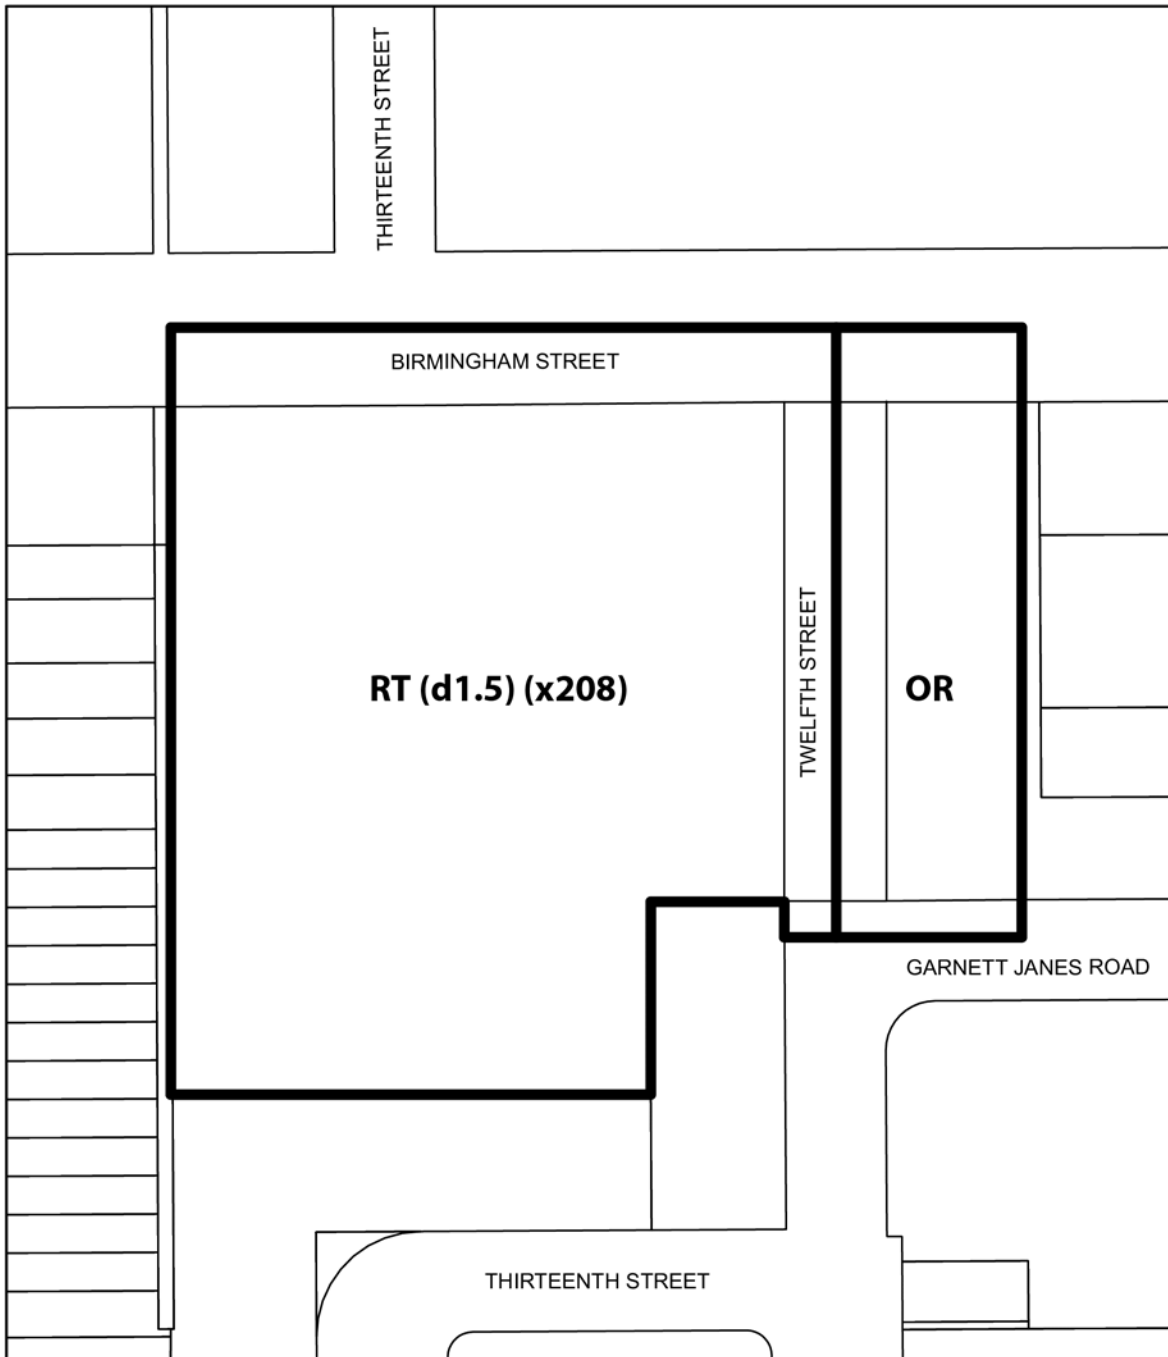 THIRTEENTH STREET
BIRMINGHAM STREET
TWELFTH STREET
RT (d1.5) (x208)
OR
GARNETT JANES ROAD
THIRTEENTH STREET